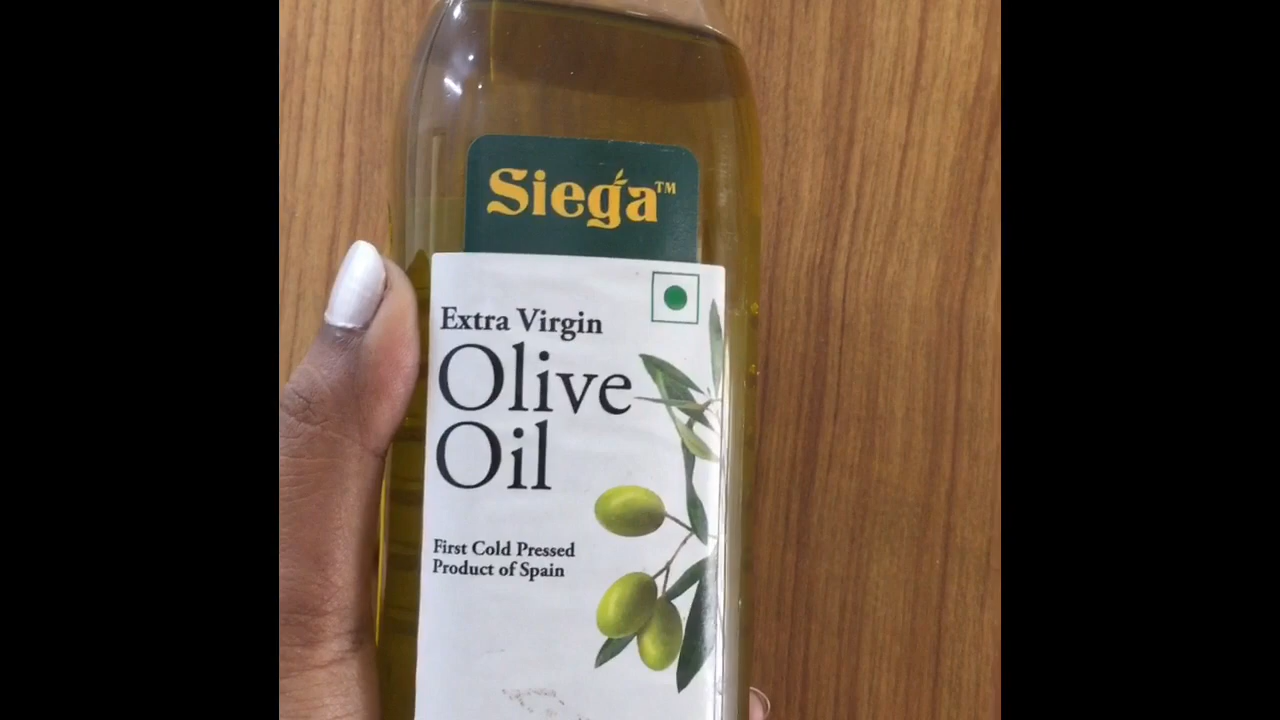 Siega™
Extra Virgin
Olive
Oil
First Cold Pressed
Product of Spain